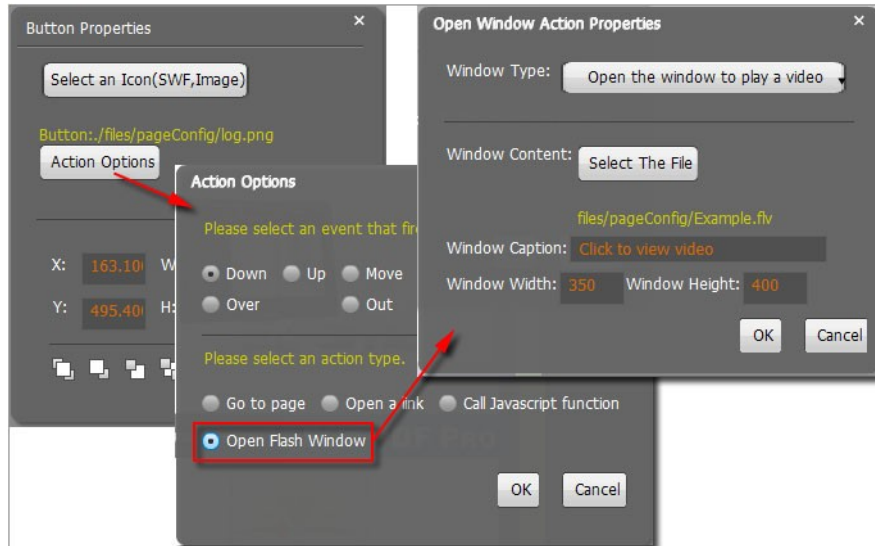 Button Properties
Select an Icon(SWF,Image)
Button:./files/pageConfig/log.png
Action Options
X: 163.10 W
Y: 495.40 H:
Action Options
Please select an event that fir
Down Up Move
Over Out
Please select an action type.
Go to page Open a link Call Javascript function
Open Flash Window
OK Cancel
Open Window Action Properties
Window Type: Open the window to play a video
Window Content: Select The File
files/pageConfig/Example.flv
Window Caption: Click to view video
Window Width: 350 Window Height: 400
OK Cancel